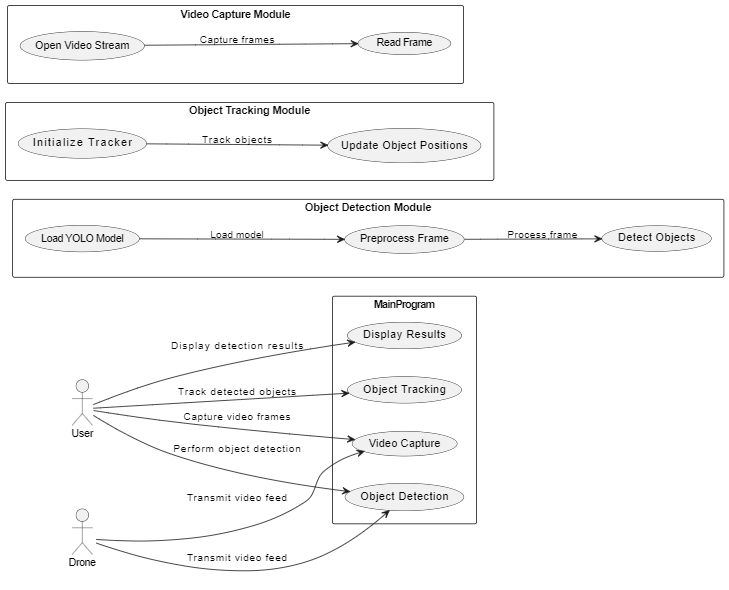 Video Capture Module
Open Video Stream
Capture frames
Read Frame
Object Tracking Module
Initialize Tracker
Track objects
Update Object Positions
Object Detection Module
Load YOLO Model
Load model
Preprocess Frame
Process frame
Detect Objects
MainProgram
Display Results
Display detection results
Object Tracking
Track detected objects
Capture video frames
Video Capture
User
Perform object detection
Object Detection
Transmit video feed
Drone
Transmit video feed